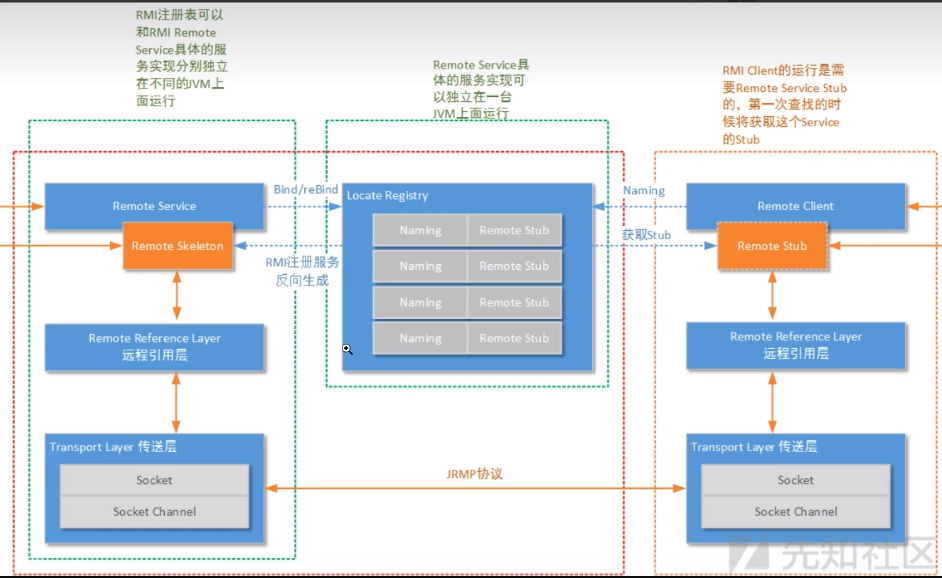 RMI注册表可以
和RMI Remote
Service具体的服
务实现分别独立
在不同的JVM上
面运行
Remote Service具
体的服务实现可
以独立在一台
JVM上面运行
RMI Client的运行是需
要Remote Service Stub
的，第一次查找的时
候将获取这个Service
的Stub
Remote Service
Remote Skeleton
Bind/reBind
RMI注册服务
反向生成
Locate Registry
Naming Remote Stub
Naming Remote Stub
Naming Remote Stub
Naming Remote Stub
Naming
获取Stub
Remote Client
Remote Stub
Remote Reference Layer
远程引用层
Remote Reference Layer
远程引用层
Transport Layer 传送层
Socket
Socket Channel
JRMP协议
Transport Layer 传送层
Socket
Socket Channel
先知社区